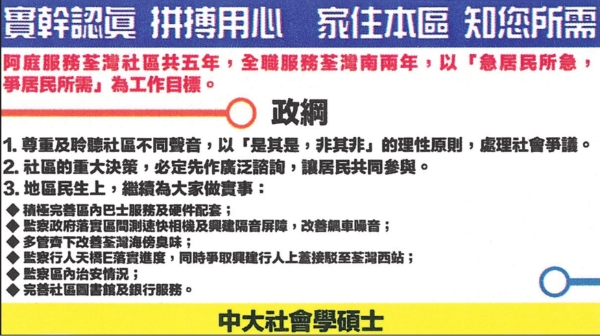 實幹認真 拼搏用心 家住本區 知您所需
阿庭服務荃灣社區共五年，全職服務荃灣南兩年，以「急居民所急，
爭居民所需」為工作目標。
政綱
1. 尊重及聆聽社區不同聲音，以「是其是，非其非」的理性原則，處理社會爭議。
2. 社區的重大決策，必定先作廣泛諮詢，讓居民共同參與。
3. 地區民生上，繼續為大家做實事：
◆ 積極完善區內巴士服務及硬件配套；
◆ 監察政府落實區間測速快相機及興建隔音屏障，改善飆車噪音；
◆ 多管齊下改善荃灣海傍臭味；
◆ 監察行人天橋E落實進度，同時爭取興建行人上蓋接駁至荃灣西站；
◆ 監察區內治安情況；
◆ 完善社區圖書館及銀行服務。
中大社會學碩士